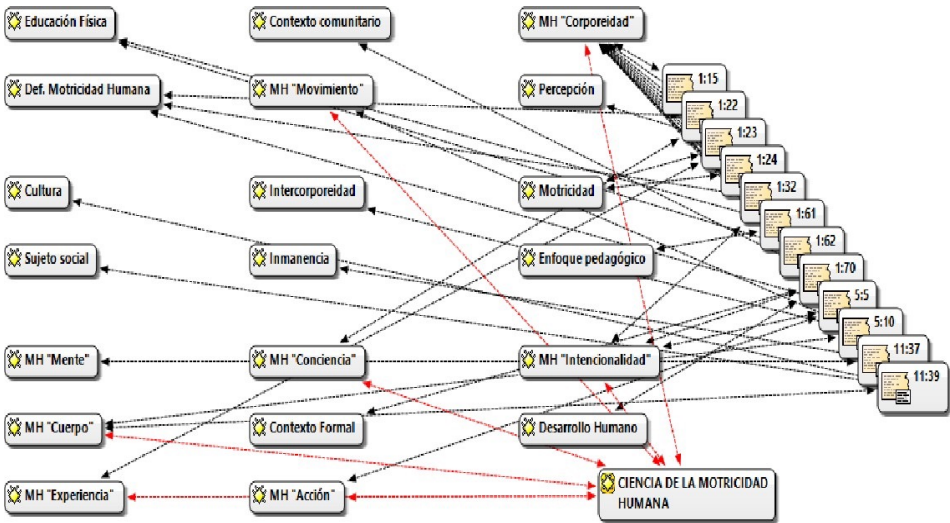 Educación Física
Contexto comunitario
MH "Corporeidad"
Def. Motricidad Humana
MH "Movimiento"
Percepción
1:15
1:22
1:23
1:24
1:32
1:61
1:62
1:70
5:5
5:10
11:37
11:39
Cultura
Intercorporeidad
Motricidad
Sujeto social
Inmanencia
Enfoque pedagógico
MH "Mente"
MH "Conciencia"
MH "Intencionalidad"
MH "Cuerpo"
Contexto Formal
Desarrollo Humano
MH "Experiencia"
MH "Acción"
CIENCIA DE LA MOTRICIDAD
HUMANA